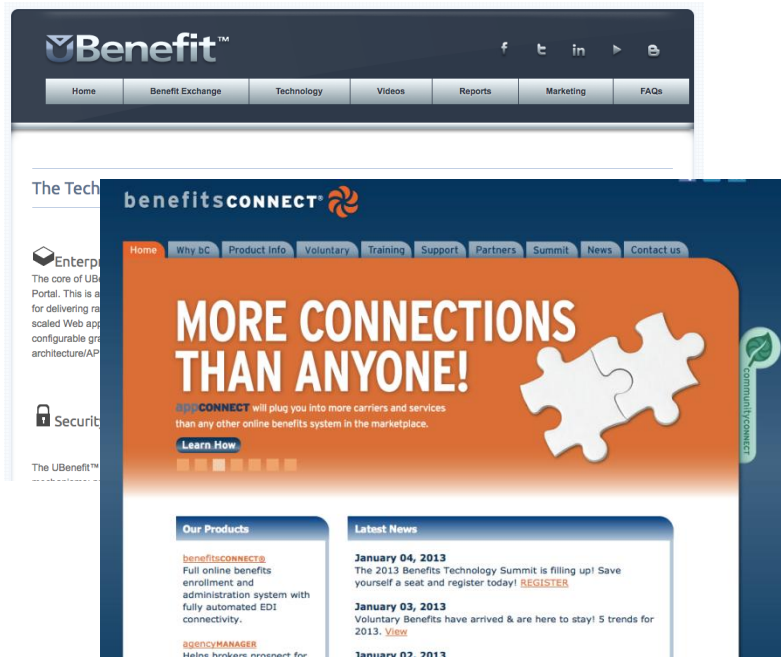 UBenefit™
Home Benefit Exchange Technology Videos Reports Marketing FAQs
The Tech
Enterpr
The core of UBe
Portal. This is a
for delivering ra
scaled Web app
configurable gra
architecture/AP
Security
The UBenefit™
benefitsCONNECT®
Home Why bC Product Info Voluntary Training Support Partners Summit News Contact us
MORE CONNECTIONS
THAN ANYONE!
appCONNECT will plug you into more carriers and services
than any other online benefits system in the marketplace.
Learn How
communityCONNECT
Our Products
benefitsCONNECT®
Full online benefits
enrollment and
administration system with
fully automated EDI
connectivity.
agencyMANAGER
Helps brokers prospect for
Latest News
January 04, 2013
The 2013 Benefits Technology Summit is filling up! Save
yourself a seat and register today! REGISTER
January 03, 2013
Voluntary Benefits have arrived & are here to stay! 5 trends for
2013. View
January 02, 2013